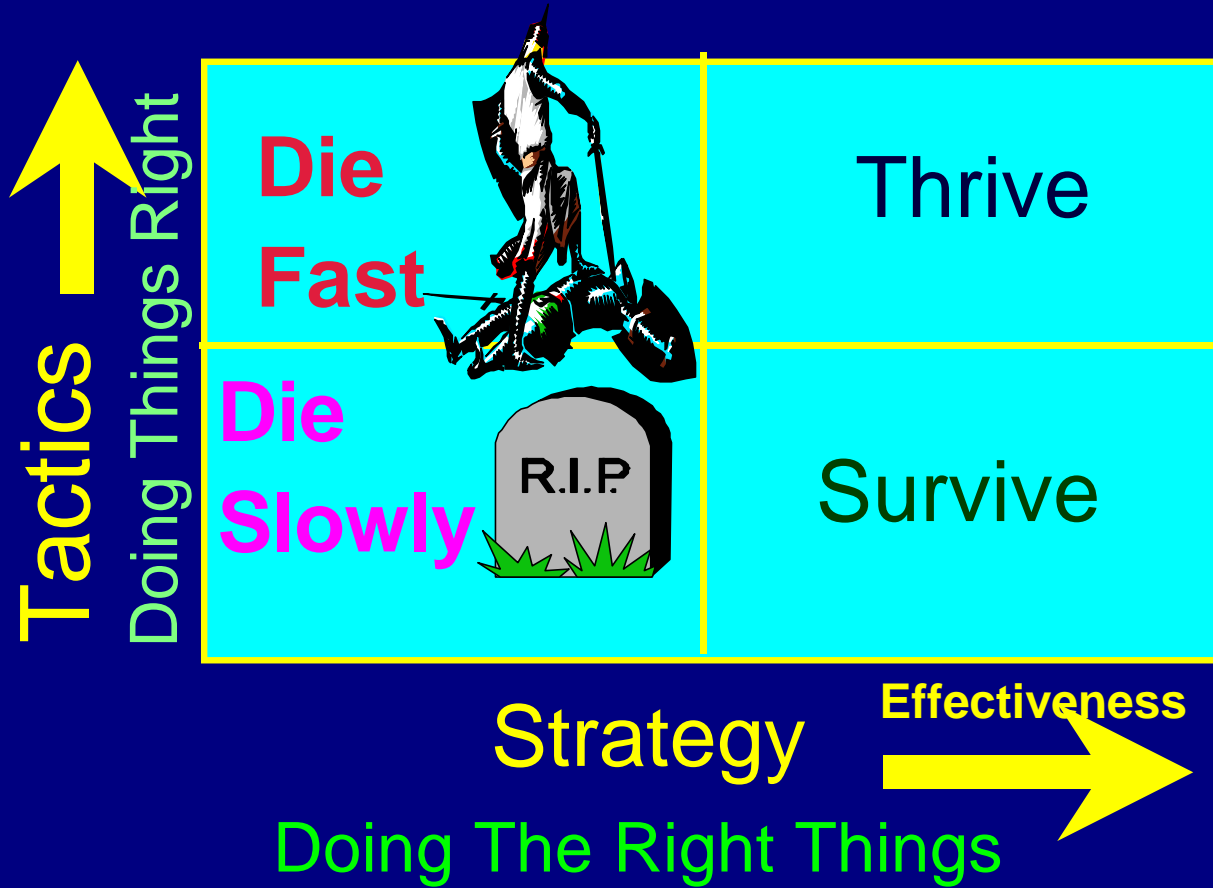 Tactics
Doing Things Right
Die
Fast
Thrive
Die
Slowly
R.I.P.
Survive
Effectiveness
Strategy
Doing The Right Things